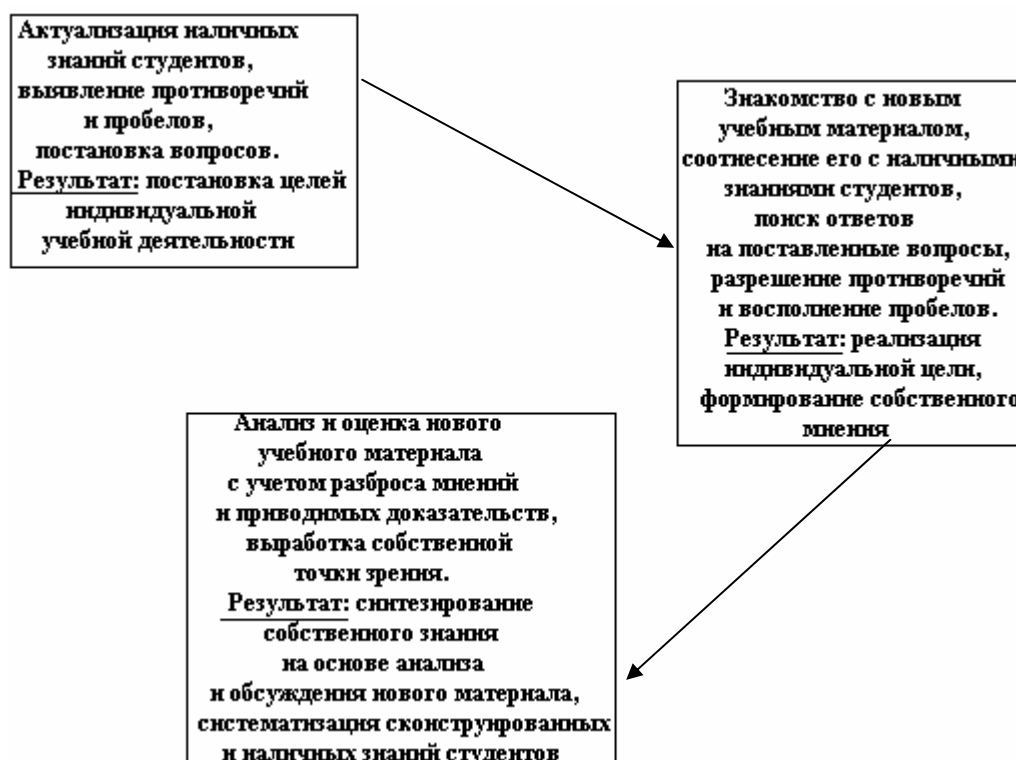 Актуализация наличных
знаний студентов,
выявление противоречий
и пробелов,
постановка вопросов.
Результат: постановка целей
индивидуальной
учебной деятельности
Знакомство с новым
учебным материалом,
соотнесение его с наличными
знаниями студентов,
поиск ответов
на поставленные вопросы,
разрешение противоречий
и восполнение пробелов.
Результат: реализация
индивидуальной цели,
формирование собственного
мнения
Анализ и оценка нового
учебного материала
с учетом разброса мнений
и приводимых доказательств,
выработка собственной
точки зрения.
Результат: синтезирование
собственного знания
на основе анализа
и обсуждения нового материала,
систематизация сконструированных
и наличных знаний студентов